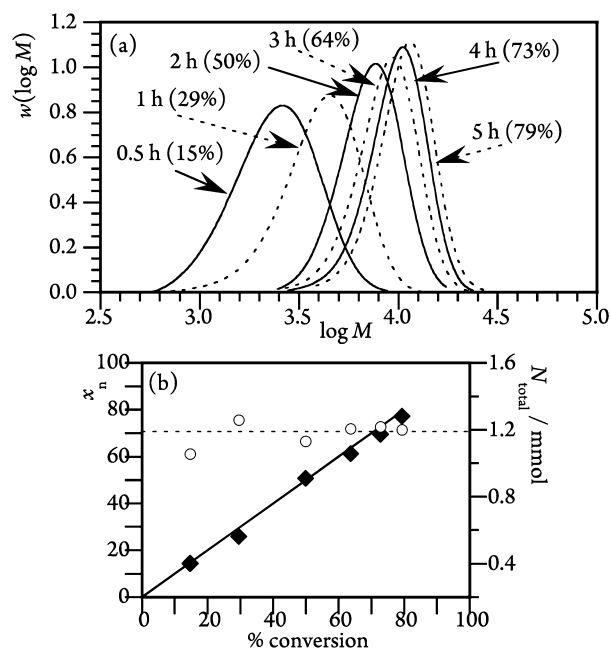 (a)
w(log M)
1.2
1.0
0.8
0.6
0.4
0.2
0.0
3 h (64%)
2 h (50%)
4 h (73%)
1 h (29%)
5 h (79%)
0.5 h (15%)
2.5 3.0 3.5 4.0 4.5 5.0
log M
(b)
xn
100
80
60
40
20
0
1.6
1.2
0.8
0.4
Ntotal / mmol
0 20 40 60 80 100
% conversion